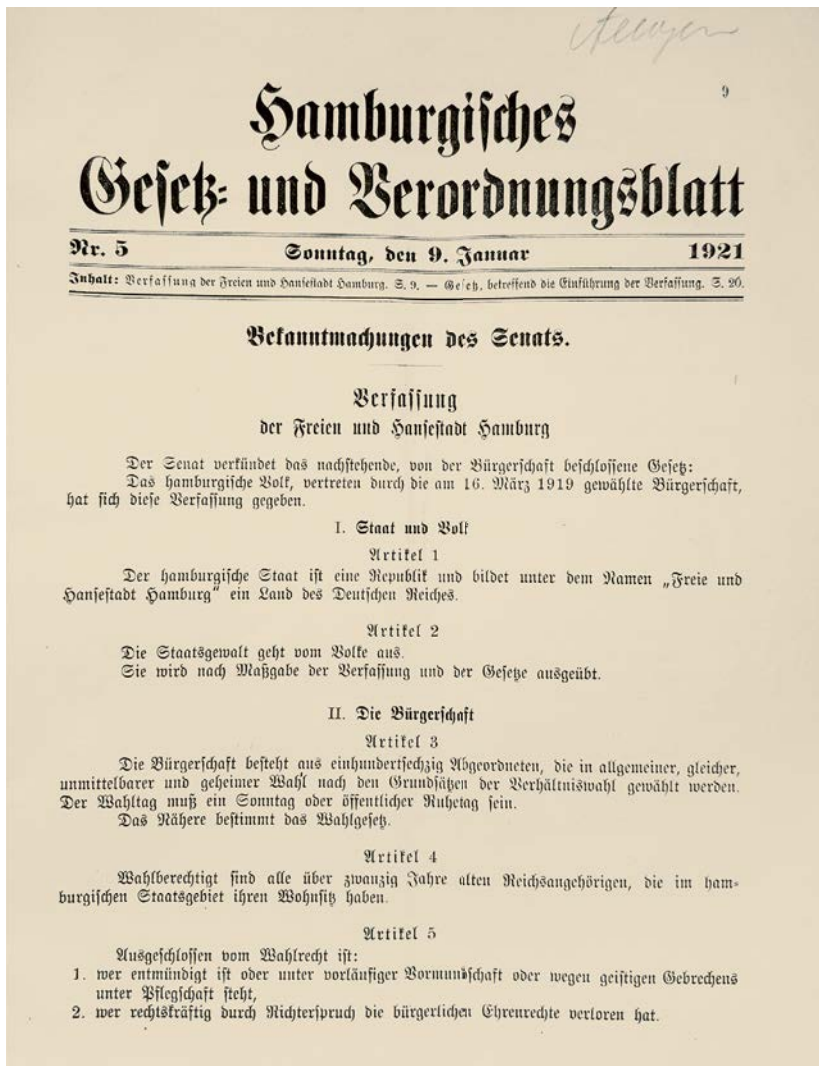 9
Hamburgisches
Gesetz- und Verordnungsblatt
Nr. 5 Sonntag, den 9. Januar 1921
Inhalt: Verfassung der Freien und Hansestadt Hamburg. S. 9. — Gesetz, betreffend die Einführung der Verfassung. S. 20.
Bekanntmachungen des Senats.
Verfassung
der Freien und Hansestadt Hamburg
Der Senat verkündet das nachstehende, von der Bürgerschaft beschlossene Gesetz:
Das hamburgische Volk, vertreten durch die am 16. März 1919 gewählte Bürgerschaft,
hat sich diese Verfassung gegeben.
I. Staat und Volk
Artikel 1
Der hamburgische Staat ist eine Republik und bildet unter dem Namen „Freie und
Hansestadt Hamburg“ ein Land des Deutschen Reiches.
Artikel 2
Die Staatsgewalt geht vom Volke aus.
Sie wird nach Maßgabe der Verfassung und der Gesetze ausgeübt.
II. Die Bürgerschaft
Artikel 3
Die Bürgerschaft besteht aus einhundertsechzig Abgeordneten, die in allgemeiner, gleicher,
unmittelbarer und geheimer Wahl nach den Grundsätzen der Verhältniswahl gewählt werden.
Der Wahltag muß ein Sonntag oder öffentlicher Ruhetag sein.
Das Nähere bestimmt das Wahlgesetz.
Artikel 4
Wahlberechtigt sind alle über zwanzig Jahre alten Reichsangehörigen, die im ham-
burgischen Staatsgebiet ihren Wohnsitz haben.
Artikel 5
Ausgeschlossen vom Wahlrecht ist:
1. wer entmündigt ist oder unter vorläufiger Vormundschaft oder wegen geistigen Gebrechens
unter Pflegschaft steht,
2. wer rechtskräftig durch Richterspruch die bürgerlichen Ehrenrechte verloren hat.